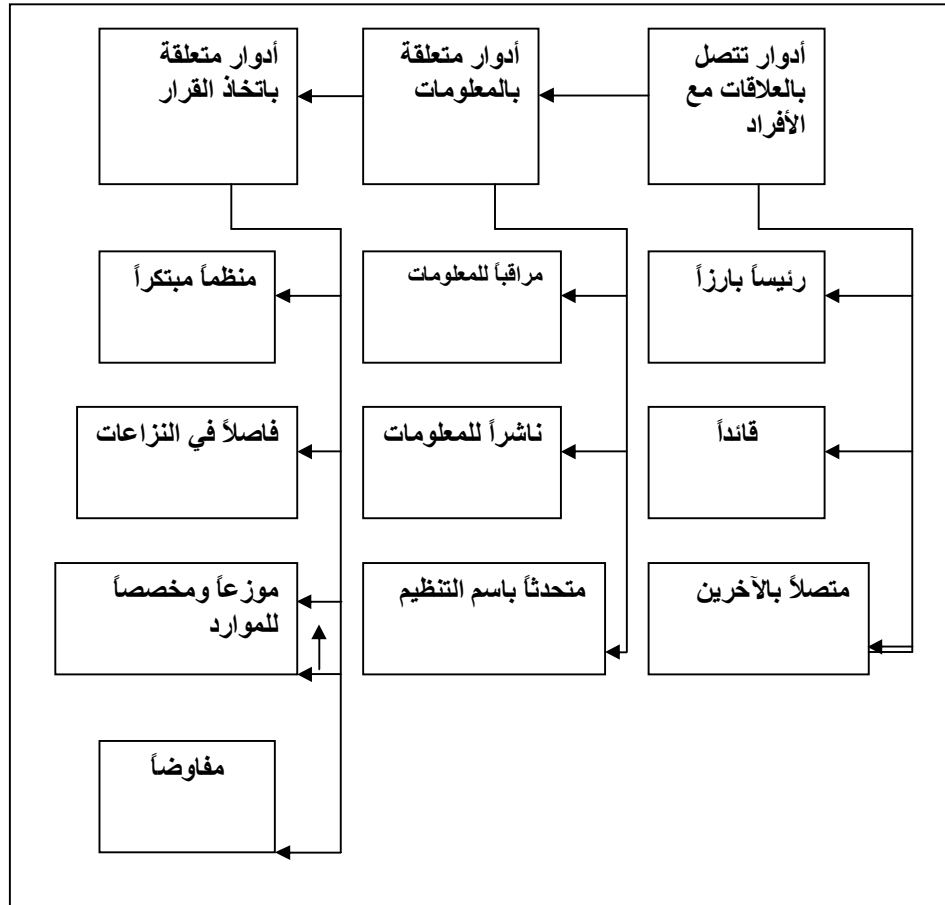 أدوار تتصل
بالعلاقات مع
الأفراد
أدوار متعلقة
بالمعلومات
أدوار متعلقة
باتخاذ القرار
رئيساً بارزاً
مراقباً للمعلومات
منظماً مبتكراً
قائداً
ناشراً للمعلومات
فاصلاً في النزاعات
متصلاً بالآخرين
متحدثاً باسم التنظيم
موزعاً ومخصصاً
للموارد
مفاوضاً